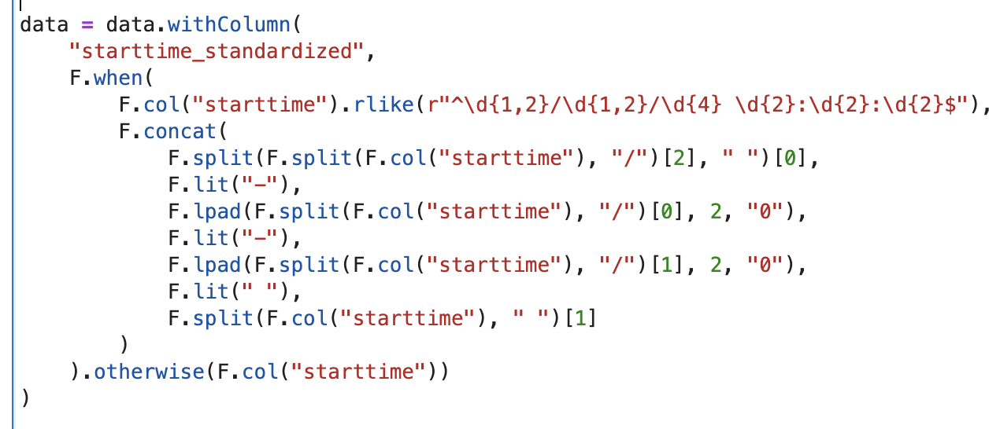 data = data.withColumn(
    "starttime_standardized",
    F.when(
        F.col("starttime").rlike(r"^\d{1,2}/\d{1,2}/\d{4} \d{2}:\d{2}:\d{2}$"),
        F.concat(
            F.split(F.split(F.col("starttime"), "/")[2], " ")[0],
            F.lit("-"),
            F.lpad(F.split(F.col("starttime"), "/")[0], 2, "0"),
            F.lit("-"),
            F.lpad(F.split(F.col("starttime"), "/")[1], 2, "0"),
            F.lit(" "),
            F.split(F.col("starttime"), " ")[1]
        )
    ).otherwise(F.col("starttime"))
)